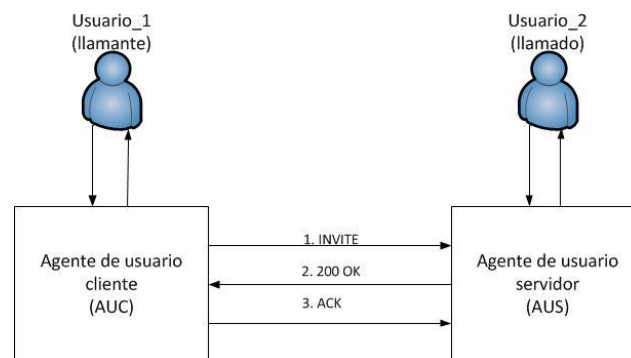 Usuario_1
(llamante)
Usuario_2
(llamado)
Agente de usuario
cliente
(AUC)
1. INVITE
2. 200 OK
3. ACK
Agente de usuario
servidor
(AUS)